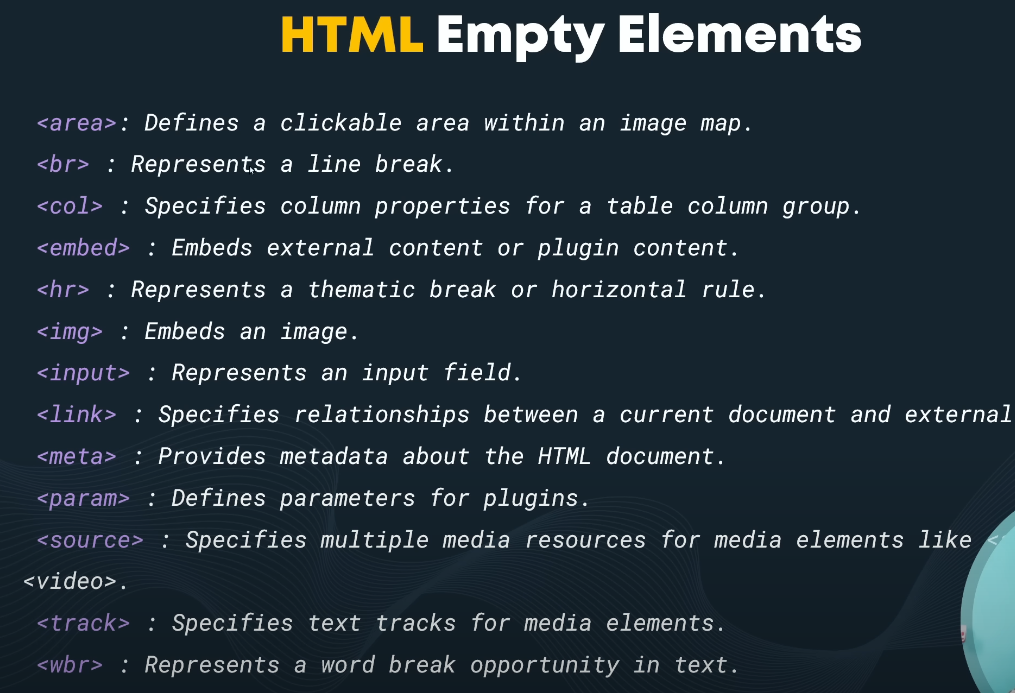 HTML Empty Elements
<area>: Defines a clickable area within an image map.
<br> : Represents a line break.
<col> : Specifies column properties for a table column group.
<embed> : Embeds external content or plugin content.
<hr> : Represents a thematic break or horizontal rule.
<img> : Embeds an image.
<input> : Represents an input field.
<link> : Specifies relationships between a current document and external
<meta> : Provides metadata about the HTML document.
<param> : Defines parameters for plugins.
<source> : Specifies multiple media resources for media elements like
<video>.
<track> : Specifies text tracks for media elements.
<wbr> : Represents a word break opportunity in text.